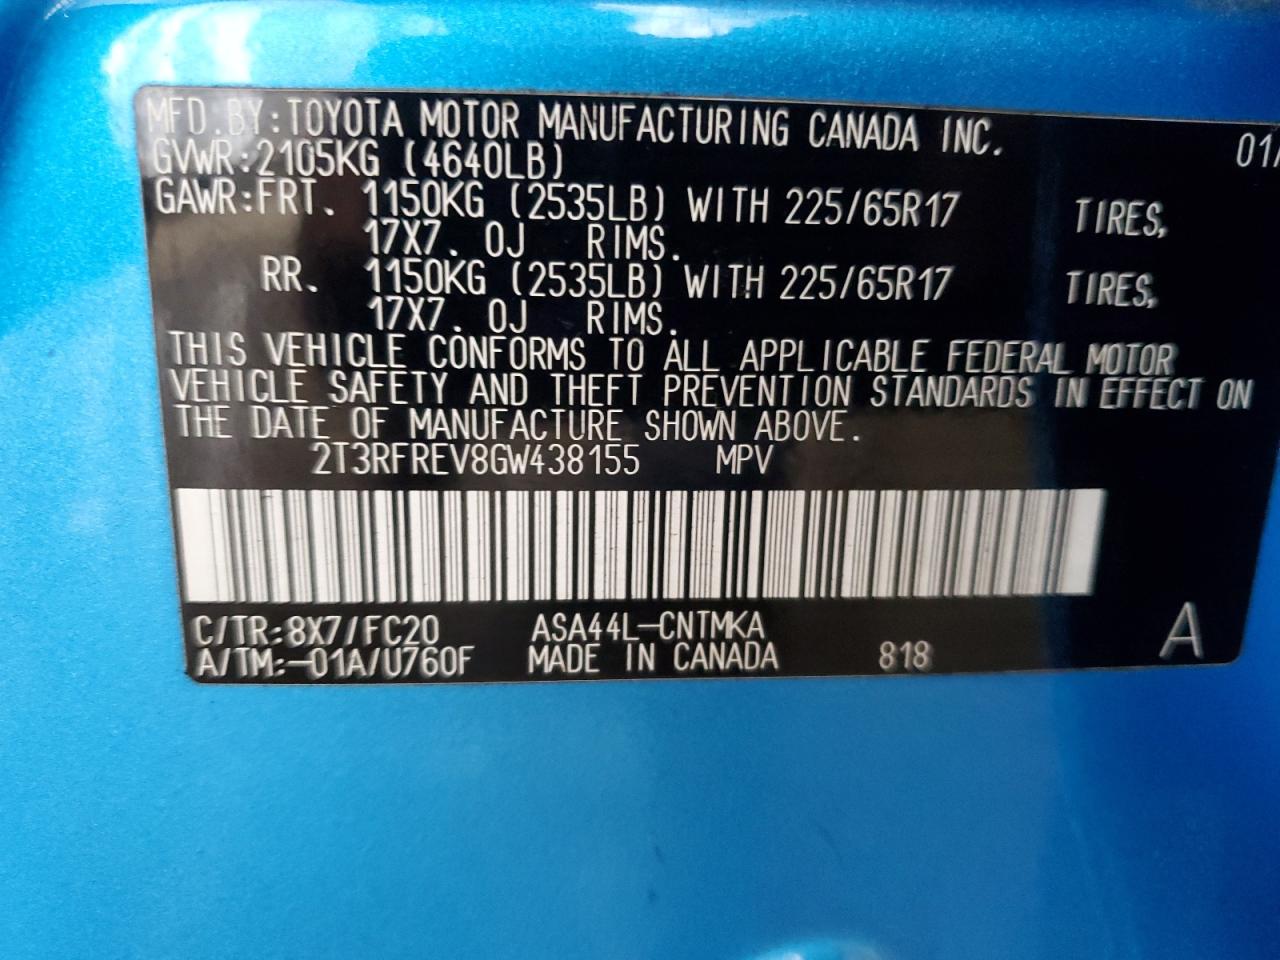 MFD.BY:TOYOTA MOTOR MANUFACTURING CANADA INC. 01/
GVWR:2105KG (4640LB)
GAWR:FRT. 1150KG (2535LB) WITH 225/65R17 TIRES,
17X7.0J RIMS.
RR. 1150KG (2535LB) WITH 225/65R17 TIRES,
17X7.0J RIMS.
THIS VEHICLE CONFORMS TO ALL APPLICABLE FEDERAL MOTOR
VEHICLE SAFETY AND THEFT PREVENTION STANDARDS IN EFFECT ON
THE DATE OF MANUFACTURE SHOWN ABOVE.
2T3RFREV8GW438155 MPV
C/TR:8X7/FC20 ASA44L-CNTMKA
A/TM:-01A/U760F MADE IN CANADA 818 A